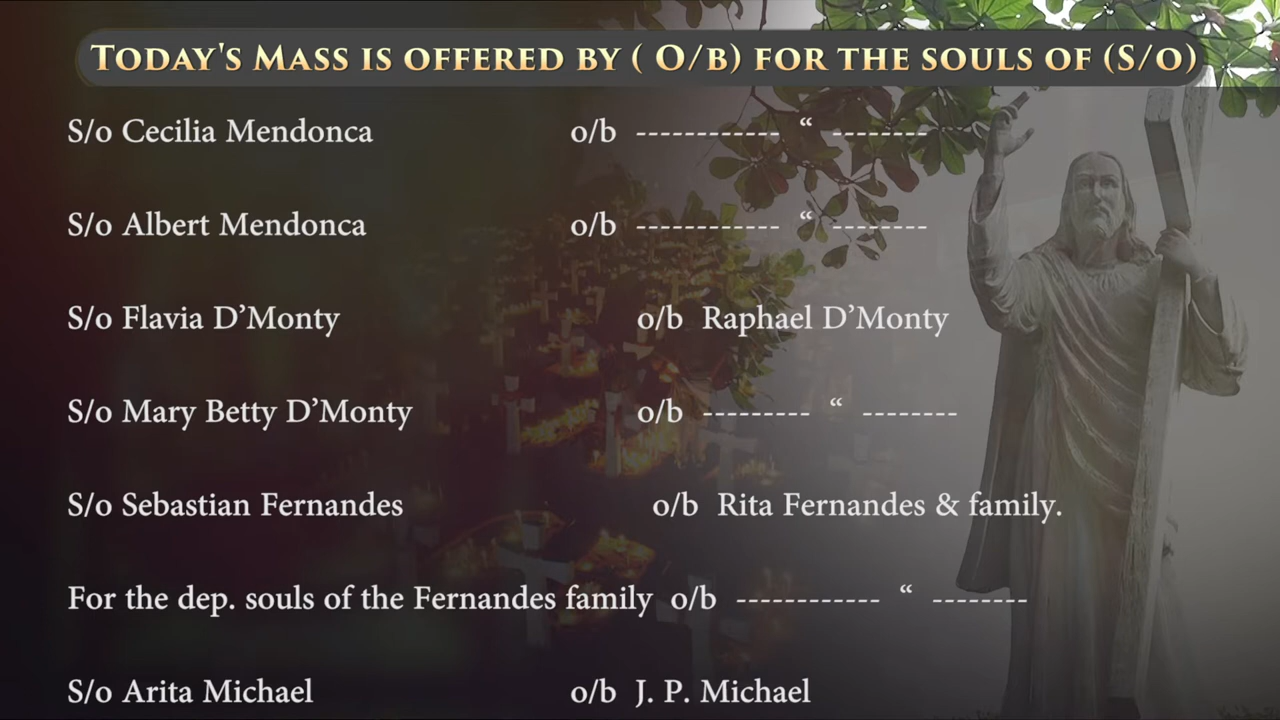 TODAY'S MASS IS OFFERED BY ( O/B) FOR THE SOULS OF (S/O)
S/o Cecilia Mendonca o/b ------------ “ --------
S/o Albert Mendonca o/b ------------ “ --------
S/o Flavia D’Monty o/b Raphael D’Monty
S/o Mary Betty D’Monty o/b --------- “ --------
S/o Sebastian Fernandes o/b Rita Fernandes & family.
For the dep. souls of the Fernandes family o/b ------------ “ --------
S/o Arita Michael o/b J. P. Michael